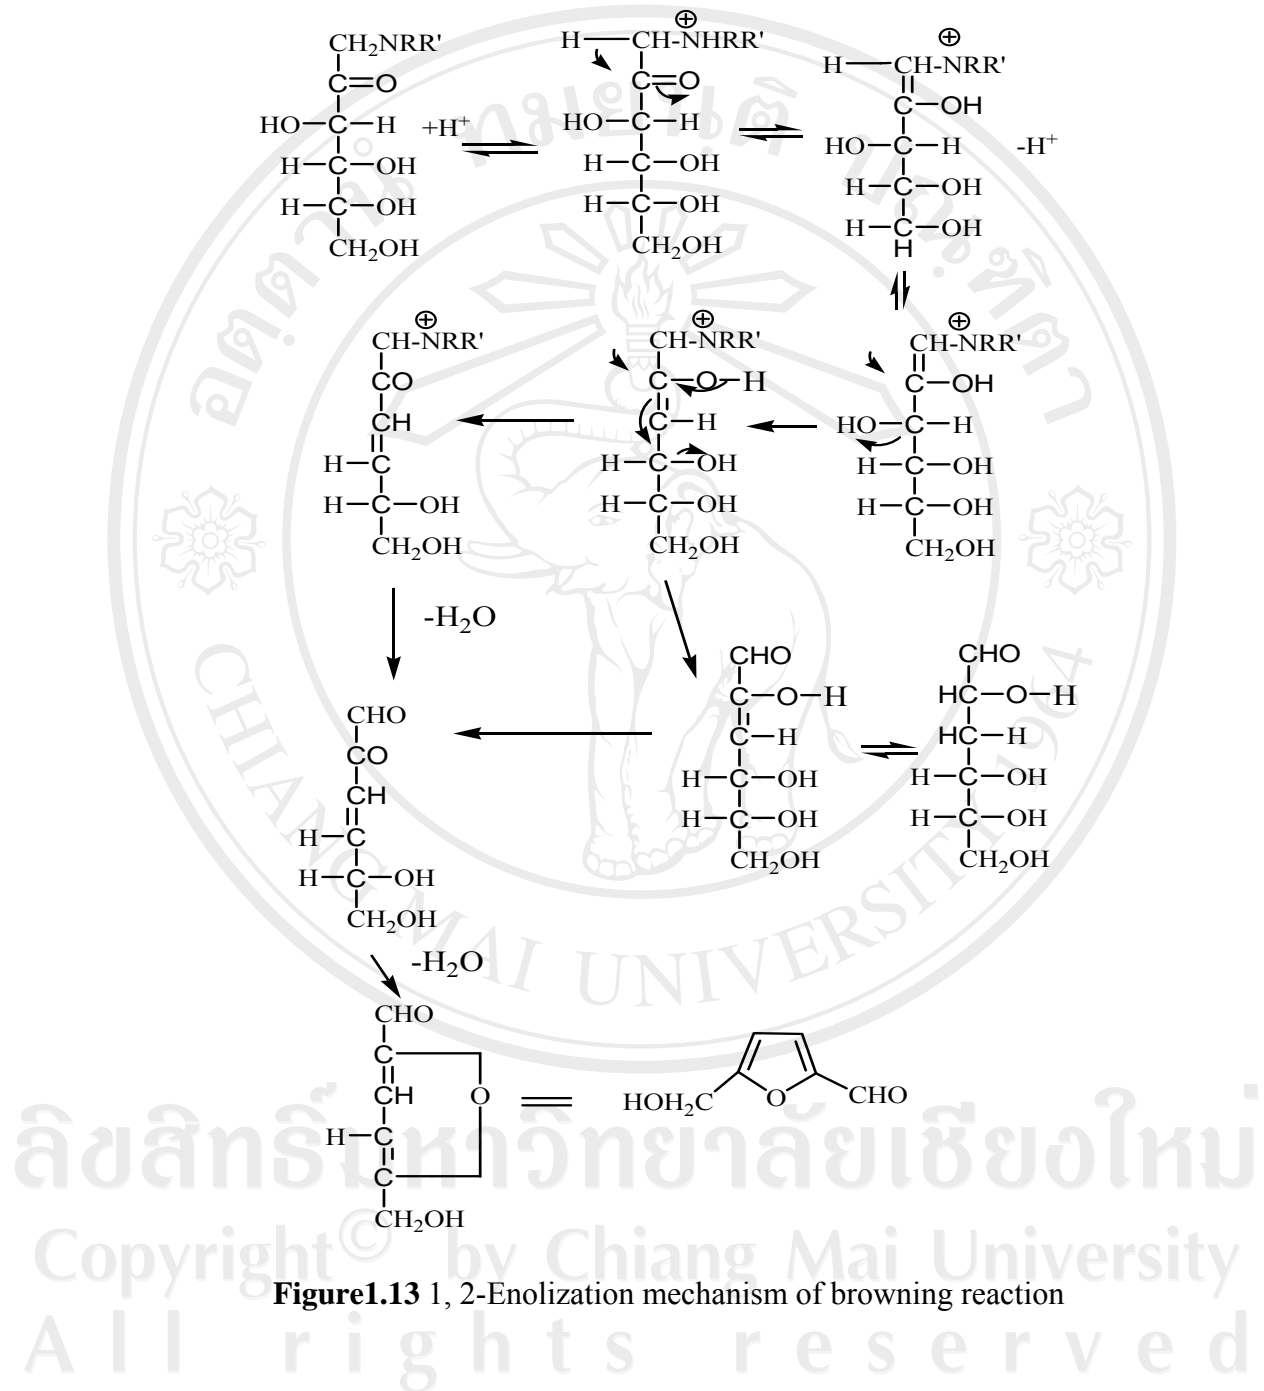 CH₂NRR'
C=O
HO-C-H
H-C-OH
H-C-OH
CH₂OH
+H⁺
⊕
H-CH-NHRR'
C=O
HO-C-H
H-C-OH
H-C-OH
CH₂OH
⊕
H-CH-NRR'
C-OH
HO-C-H
H-C-OH
H-C-OH
H
-H⁺
⊕
CH-NRR'
CO
CH
H-C
H-C-OH
CH₂OH
⊕
CH-NRR'
C-O-H
C-H
H-C-OH
H-C-OH
CH₂OH
⊕
CH-NRR'
C-OH
HO-C-H
H-C-OH
H-C-OH
CH₂OH
-H₂O
CHO
CO
CH
H-C
H-C-OH
CH₂OH
CHO
C-O-H
C-H
H-C-OH
H-C-OH
CH₂OH
CHO
HC-O-H
HC-H
H-C-OH
H-C-OH
CH₂OH
-H₂O
CHO
C
CH
O
H-C
C
CH₂OH
HOH₂C
O
CHO
CHIANG MAI UNIVERSITY 1964
ลิขสิทธิ์มหาวิทยาลัยเชียงใหม่
Copyright© by Chiang Mai University
Figure1.13 1, 2-Enolization mechanism of browning reaction
All rights reserved